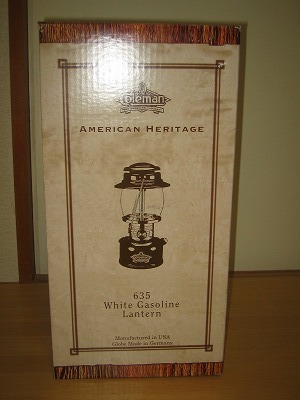 Coleman
AMERICAN HERITAGE
635
White Gasoline
Lantern
Manufactured in USA
Globe Made in Germany